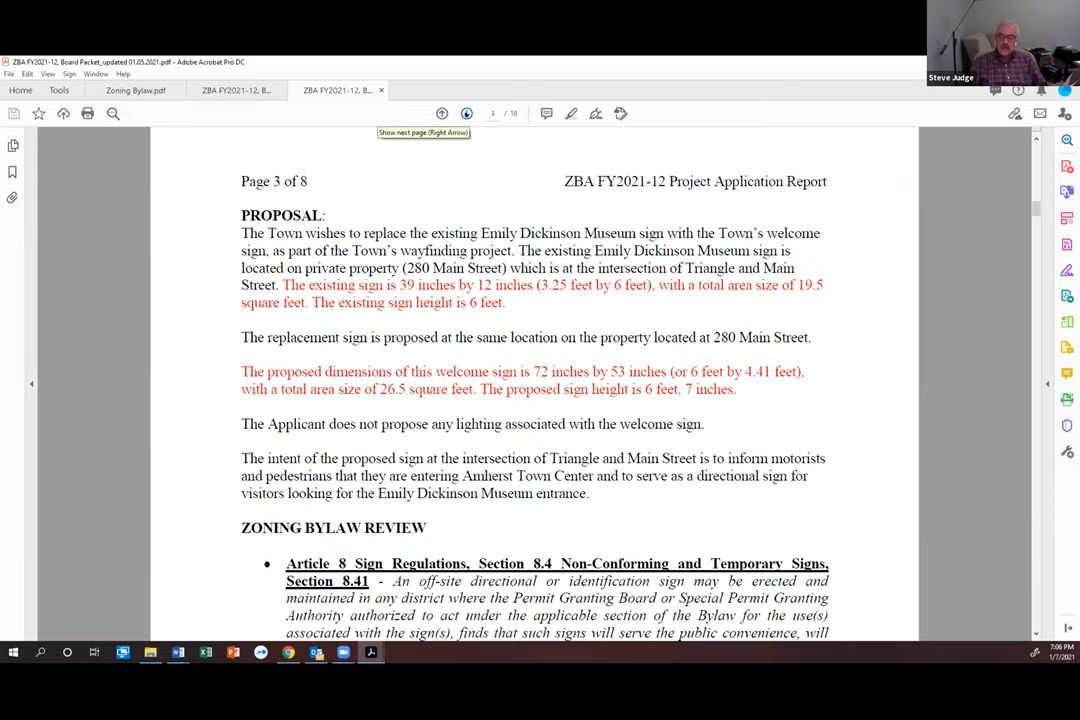 Steve Judge
ZBA FY2021-12, Board Packet_updated 01.05.2021.pdf - Adobe Acrobat Pro DC
File Edit View Sign Window Help
Home Tools Zoning Bylaw.pdf ZBA FY2021-12, B... ZBA FY2021-12, B... ×
3 / 18
Show next page (Right Arrow)
Page 3 of 8 ZBA FY2021-12 Project Application Report
PROPOSAL:
The Town wishes to replace the existing Emily Dickinson Museum sign with the Town's welcome
sign, as part of the Town's wayfinding project. The existing Emily Dickinson Museum sign is
located on private property (280 Main Street) which is at the intersection of Triangle and Main
Street. The existing sign is 39 inches by 12 inches (3.25 feet by 6 feet), with a total area size of 19.5
square feet. The existing sign height is 6 feet.
The replacement sign is proposed at the same location on the property located at 280 Main Street.
The proposed dimensions of this welcome sign is 72 inches by 53 inches (or 6 feet by 4.41 feet),
with a total area size of 26.5 square feet. The proposed sign height is 6 feet, 7 inches.
The Applicant does not propose any lighting associated with the welcome sign.
The intent of the proposed sign at the intersection of Triangle and Main Street is to inform motorists
and pedestrians that they are entering Amherst Town Center and to serve as a directional sign for
visitors looking for the Emily Dickinson Museum entrance.
ZONING BYLAW REVIEW
• Article 8 Sign Regulations, Section 8.4 Non-Conforming and Temporary Signs,
Section 8.41 - An off-site directional or identification sign may be erected and
maintained in any district where the Permit Granting Board or Special Permit Granting
Authority authorized to act under the applicable section of the Bylaw for the use(s)
associated with the sign(s), finds that such signs will serve the public convenience, will
7:06 PM
1/7/2021